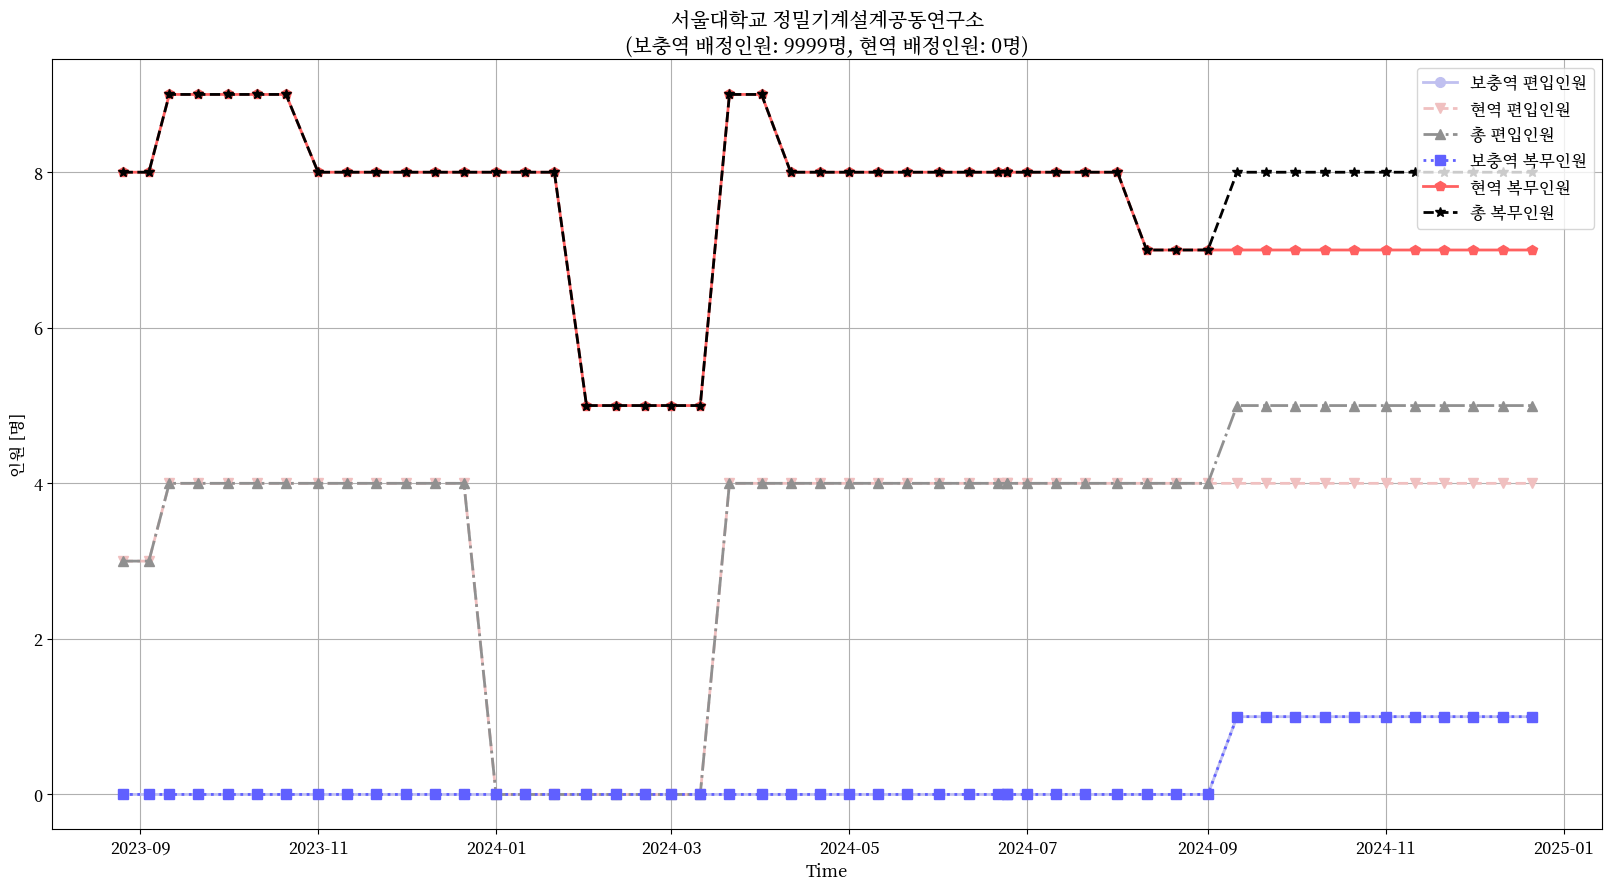 서울대학교 정밀기계설계공동연구소
(보충역 배정인원: 9999명, 현역 배정인원: 0명)
보충역 편입인원
현역 편입인원
총 편입인원
보충역 복무인원
현역 복무인원
총 복무인원
인원 [명]
8
6
4
2
0
2023-09
2023-11
2024-01
2024-03
2024-05
2024-07
2024-09
2024-11
2025-01
Time